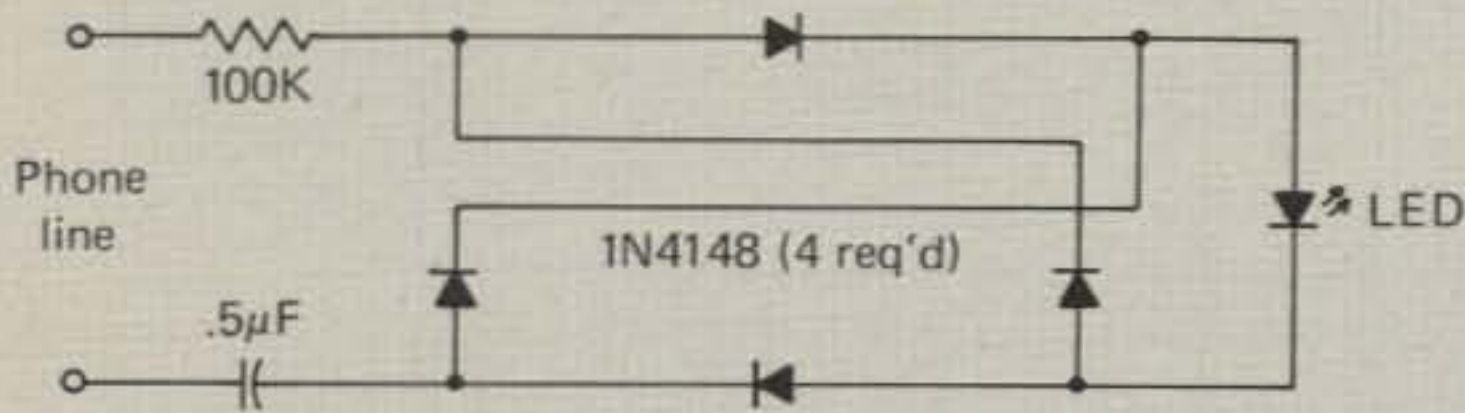 100K
Phone
line
LED
1N4148 (4 req'd)
.5μF